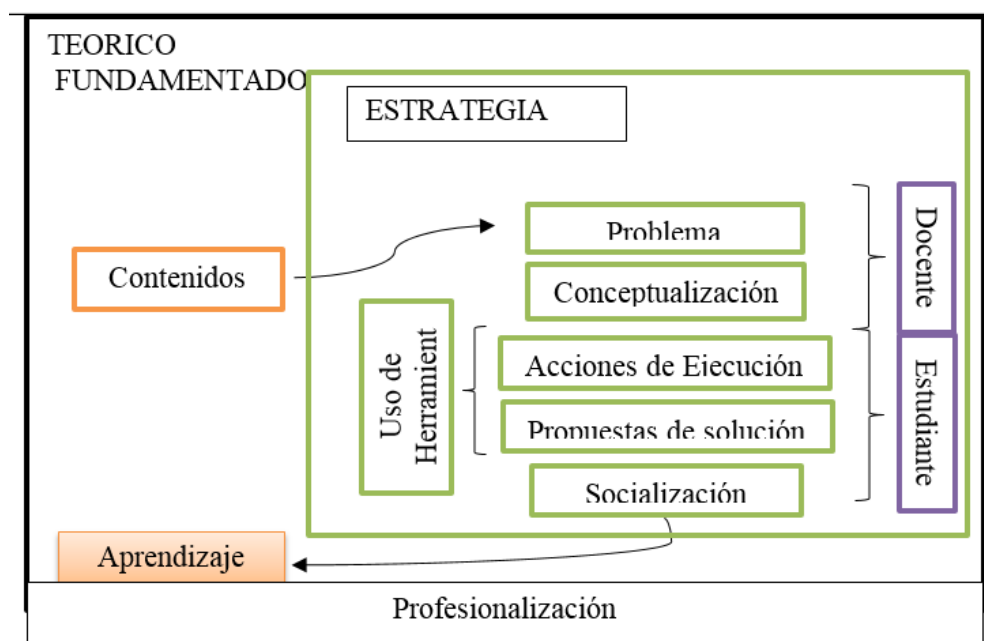 TEORICO
FUNDAMENTADO
ESTRATEGIA
Problema
Contenidos
Conceptualización
Docente
Uso de
Herramient
Acciones de Ejecución
Propuestas de solución
Estudiante
Socialización
Aprendizaje
Profesionalización